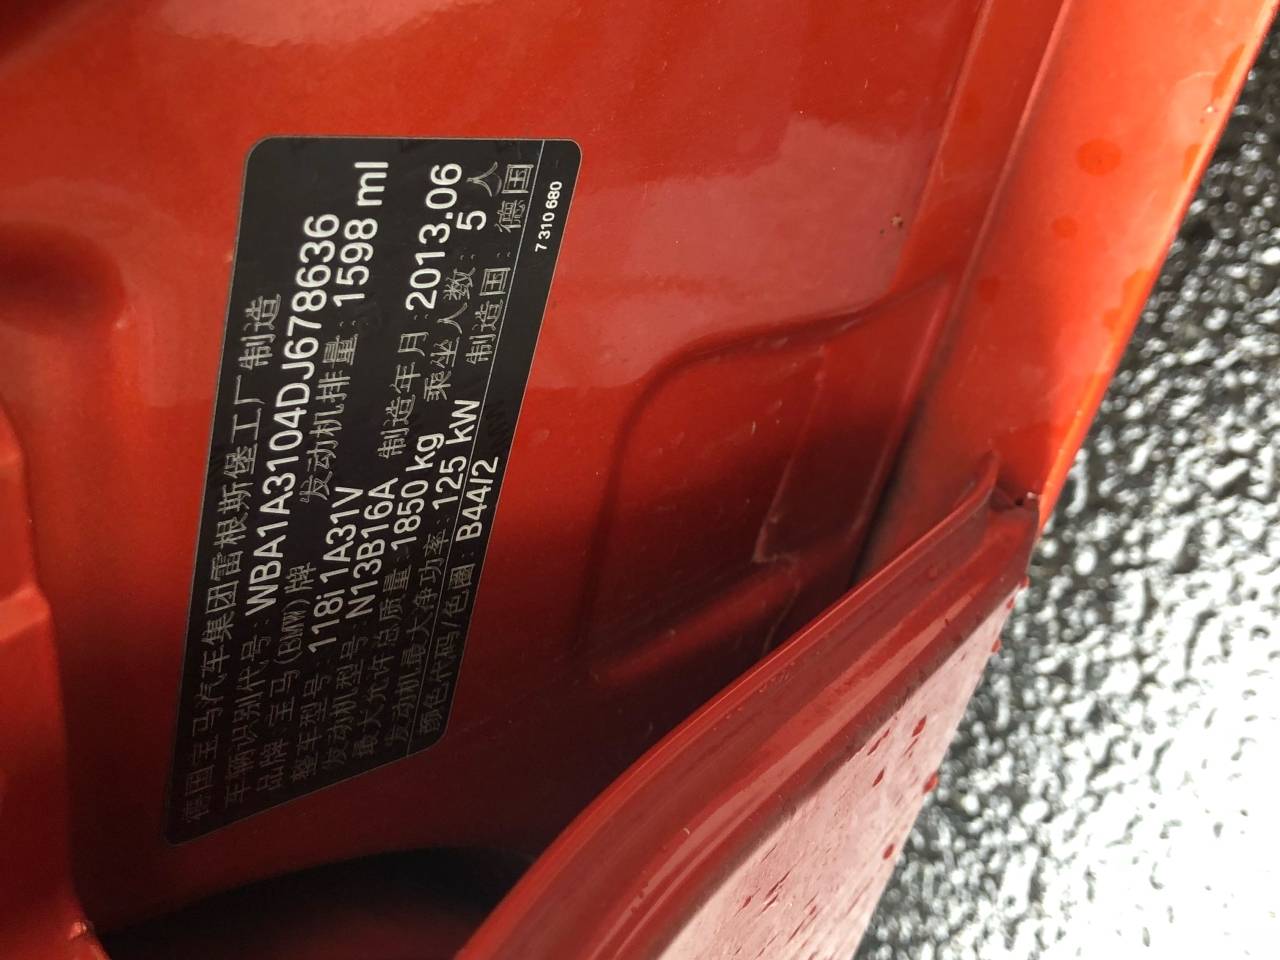 德国宝马汽车集团雷根斯堡工厂制造
车辆识别代号:WBA1A3104DJ678636
品牌:宝马(BMW)牌 发动机排量:1598 ml
整车型号:118i 1A31V
发动机型号:N13B16A 制造年月:2013.06
最大允许总质量:1850 kg 乘坐人数:5 人
发动机最大净功率:125 kW 制造国:德国
颜色代码/色图:B44/2
7 310 680